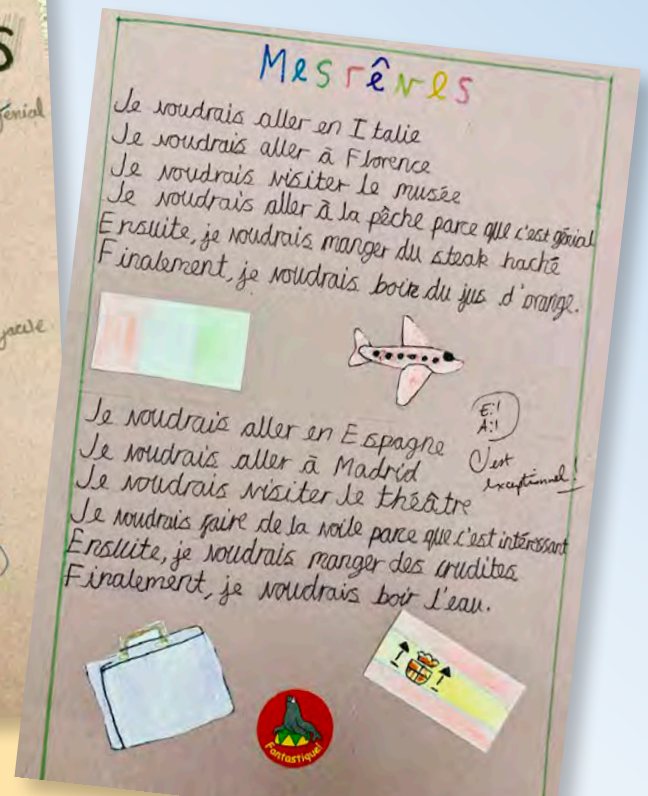 s
génial
facile
Mes rêves
Je voudrais aller en Italie
Je voudrais aller à Florence
Je voudrais visiter le musée
Je voudrais aller à la pêche parce que c'est génial
Ensuite, je voudrais manger du steak haché
Finalement, je voudrais boire du jus d'orange.
Je voudrais aller en Espagne
Je voudrais aller à Madrid
Je voudrais visiter le théâtre
Je voudrais faire de la voile parce que c'est intéressant
Ensuite, je voudrais manger des crudites
Finalement, je voudrais boir l'eau.
E:!
A:!
C'est
exceptionnel!
Fantastique!